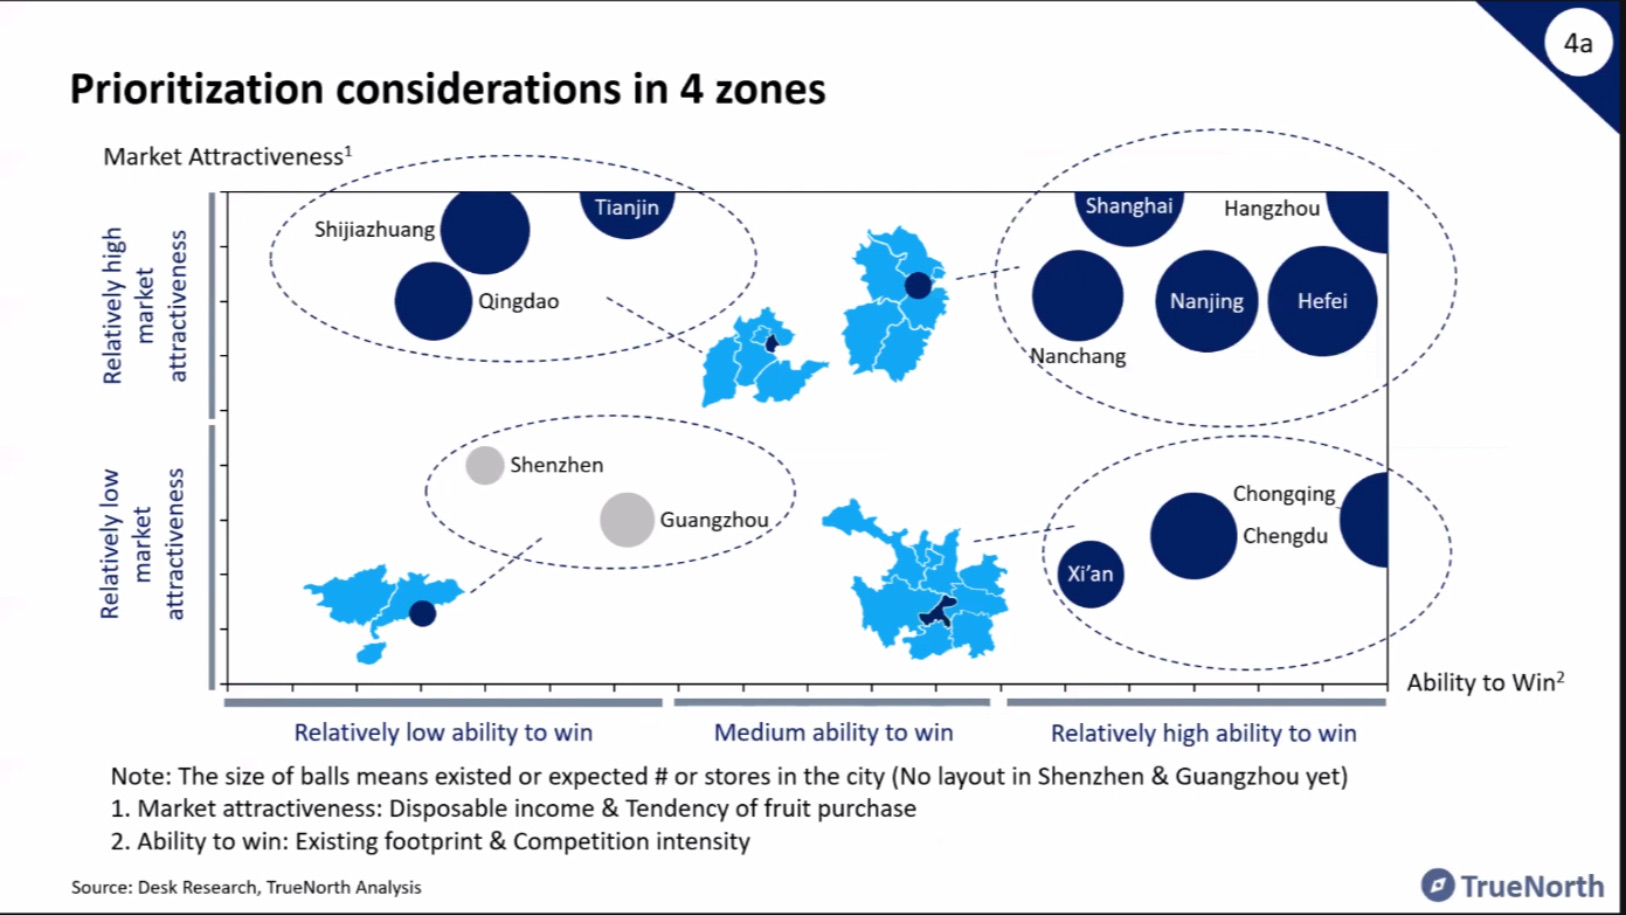 4a
Prioritization considerations in 4 zones
Market Attractiveness1
Relatively high
market
attractiveness
Relatively low
market
attractiveness
Shijiazhuang
Tianjin
Qingdao
Shanghai
Hangzhou
Nanchang
Nanjing
Hefei
Shenzhen
Guangzhou
Chongqing
Chengdu
Xi’an
Ability to Win2
Relatively low ability to win
Medium ability to win
Relatively high ability to win
Note: The size of balls means existed or expected # or stores in the city (No layout in Shenzhen & Guangzhou yet)
1. Market attractiveness: Disposable income & Tendency of fruit purchase
2. Ability to win: Existing footprint & Competition intensity
Source: Desk Research, TrueNorth Analysis
TrueNorth